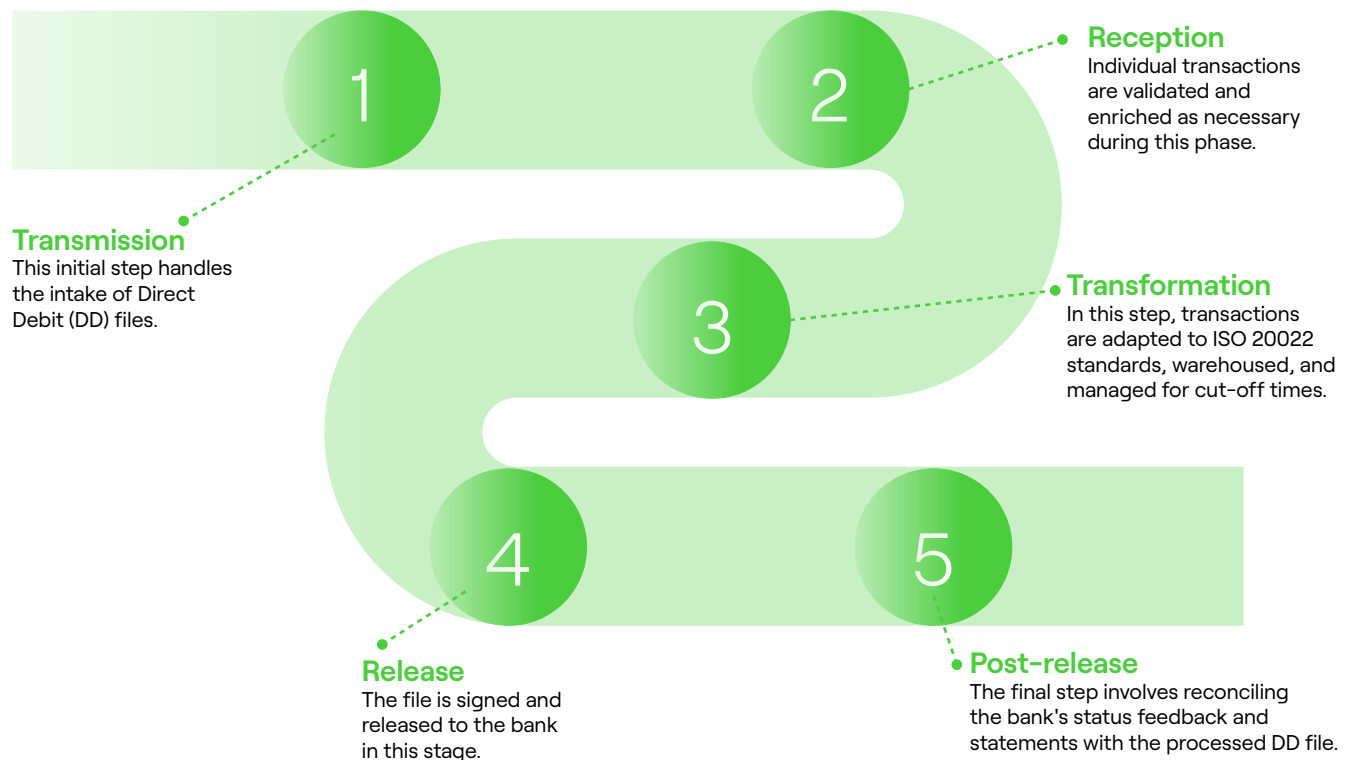 1
2
Reception
Individual transactions
are validated and
enriched as necessary
during this phase.
Transmission
This initial step handles
the intake of Direct
Debit (DD) files.
3
Transformation
In this step, transactions
are adapted to ISO 20022
standards, warehoused, and
managed for cut-off times.
4
Release
The file is signed and
released to the bank
in this stage.
5
Post-release
The final step involves reconciling
the bank's status feedback and
statements with the processed DD file.